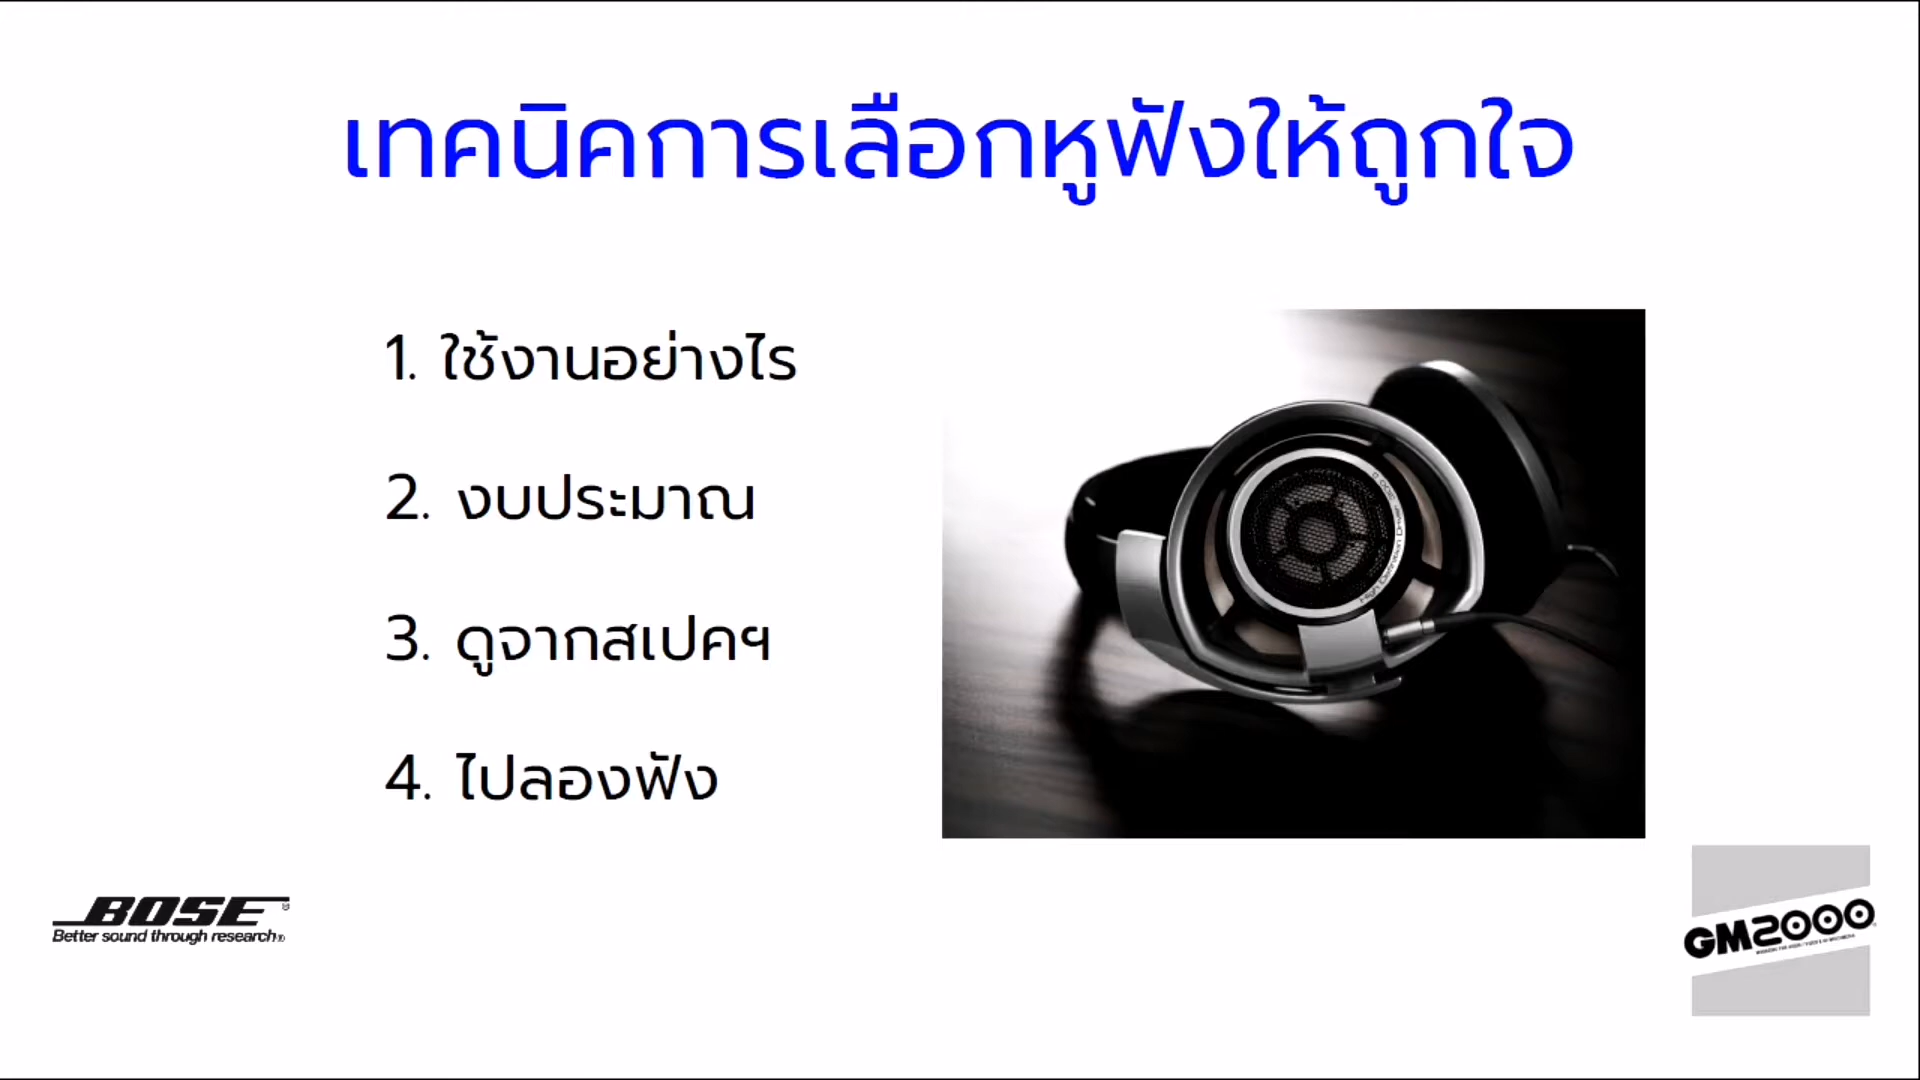 เทคนิคการเลือกหูฟังให้ถูกใจ
1. ใช้งานอย่างไร
2. งบประมาณ
3. ดูจากสเปคฯ
4. ไปลองฟัง
High Definition Driver
BOSE®
Better sound through research®
GM2000